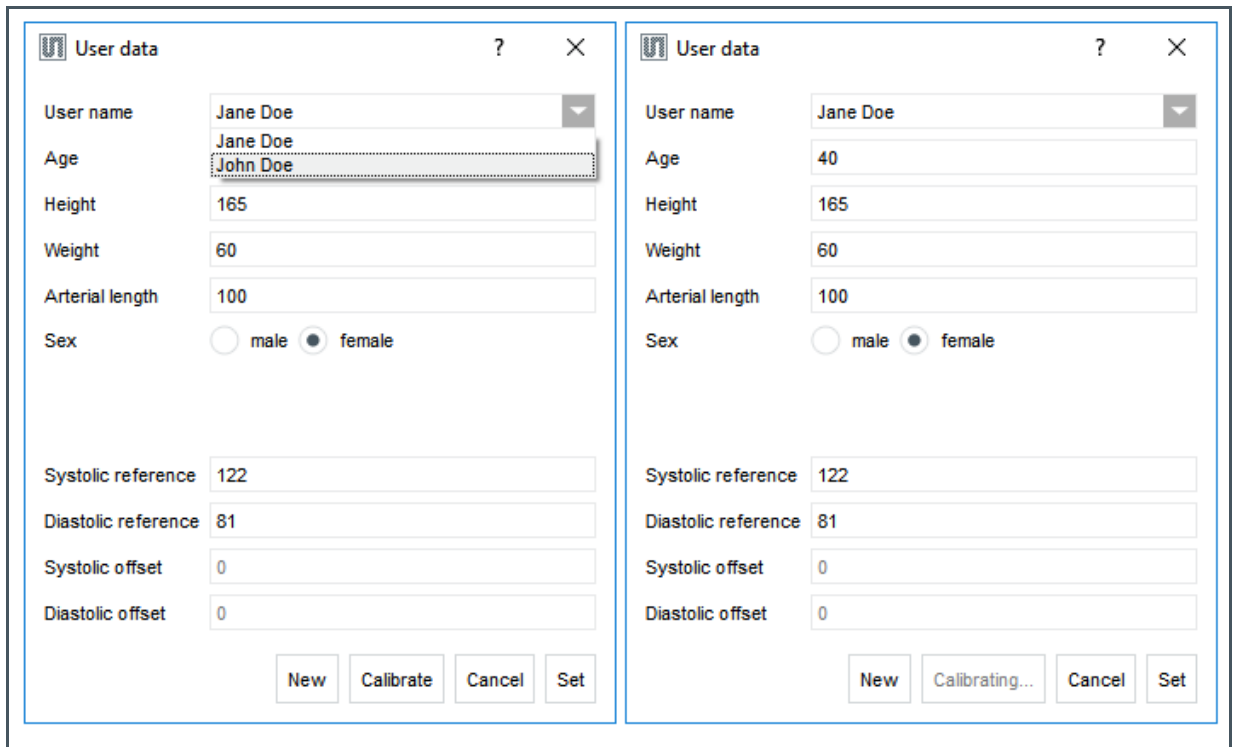 User data ?
User name Jane Doe
Jane Doe
Age John Doe
Height 165
Weight 60
Arterial length 100
Sex male female
Systolic reference 122
Diastolic reference 81
Systolic offset 0
Diastolic offset 0
New Calibrate Cancel Set
User data ?
User name Jane Doe
Age 40
Height 165
Weight 60
Arterial length 100
Sex male female
Systolic reference 122
Diastolic reference 81
Systolic offset 0
Diastolic offset 0
New Calibrating... Cancel Set